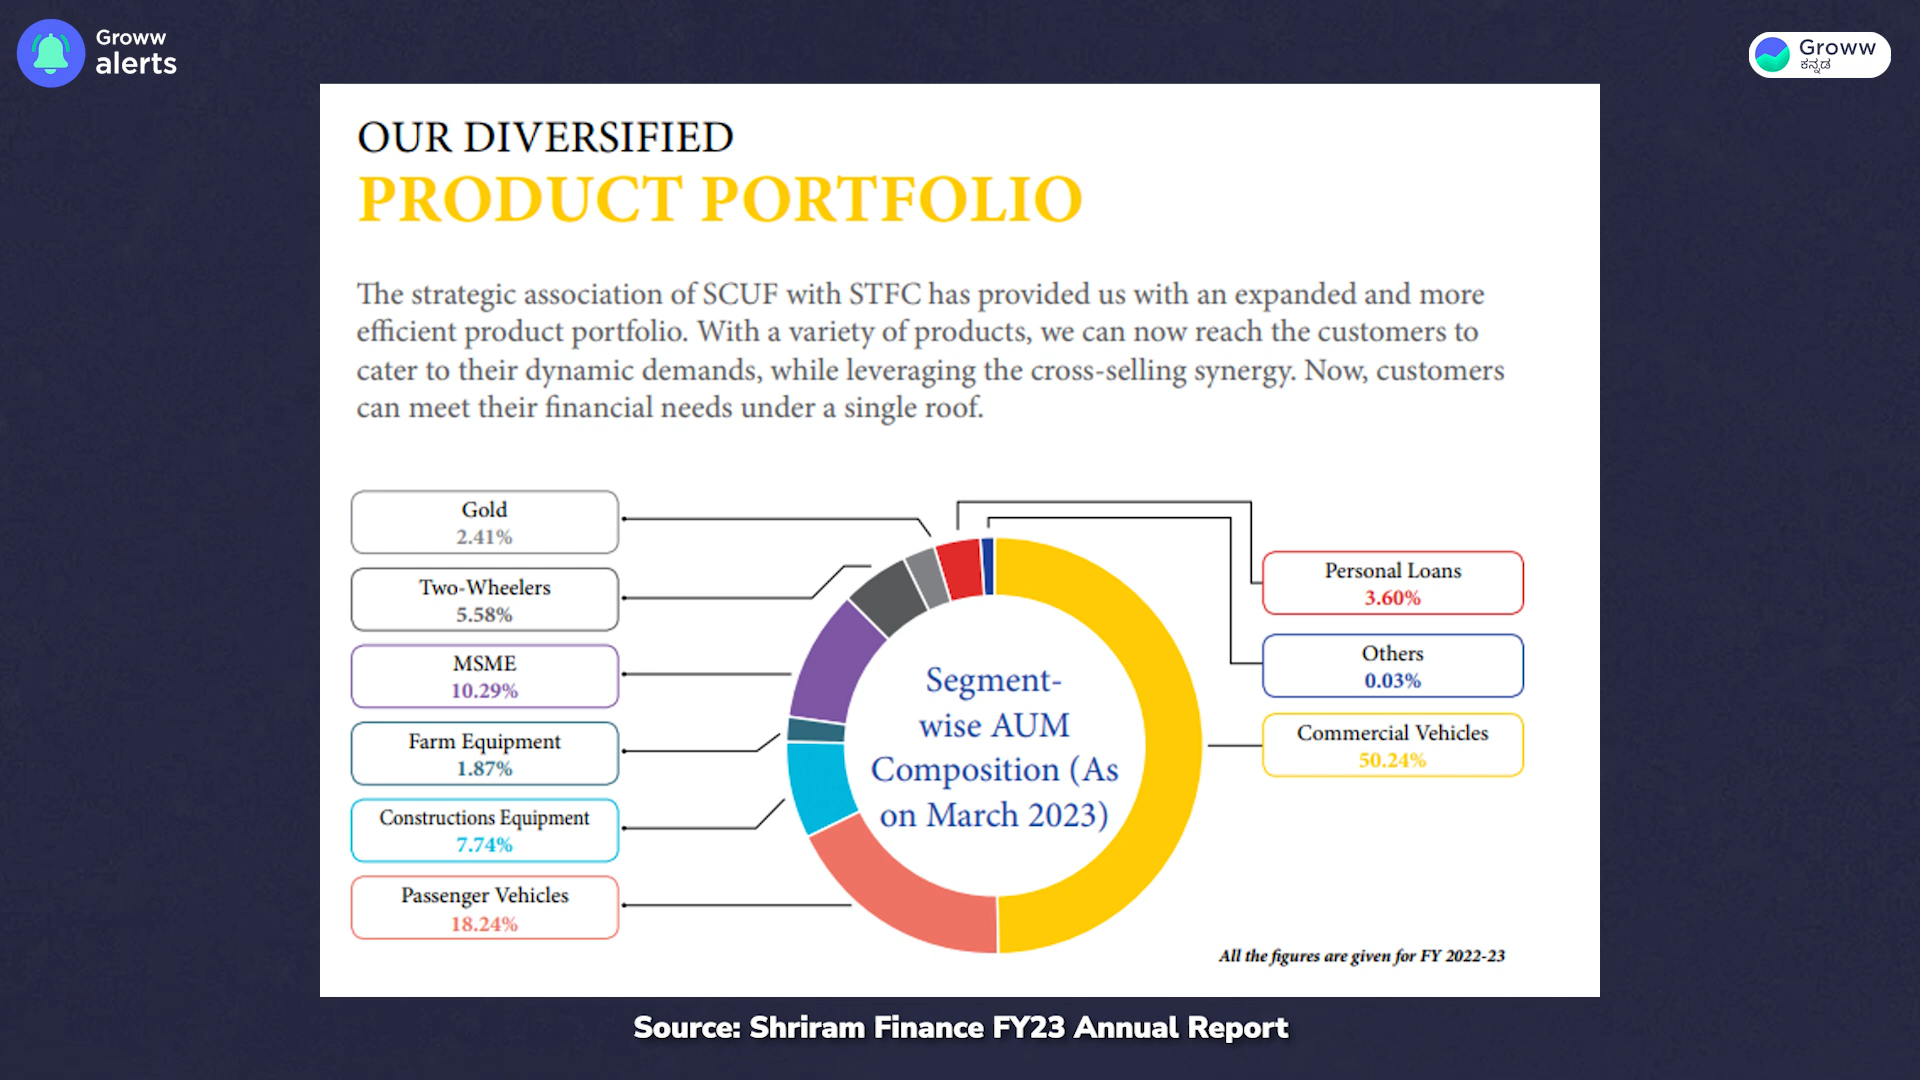 Groww
alerts
Groww
ಕನ್ನಡ
OUR DIVERSIFIED
PRODUCT PORTFOLIO
The strategic association of SCUF with STFC has provided us with an expanded and more
efficient product portfolio. With a variety of products, we can now reach the customers to
cater to their dynamic demands, while leveraging the cross-selling synergy. Now, customers
can meet their financial needs under a single roof.
Gold
2.41%
Two-Wheelers
5.58%
MSME
10.29%
Farm Equipment
1.87%
Constructions Equipment
7.74%
Passenger Vehicles
18.24%
Segment-
wise AUM
Composition (As
on March 2023)
Personal Loans
3.60%
Others
0.03%
Commercial Vehicles
50.24%
All the figures are given for FY 2022-23
Source: Shriram Finance FY23 Annual Report